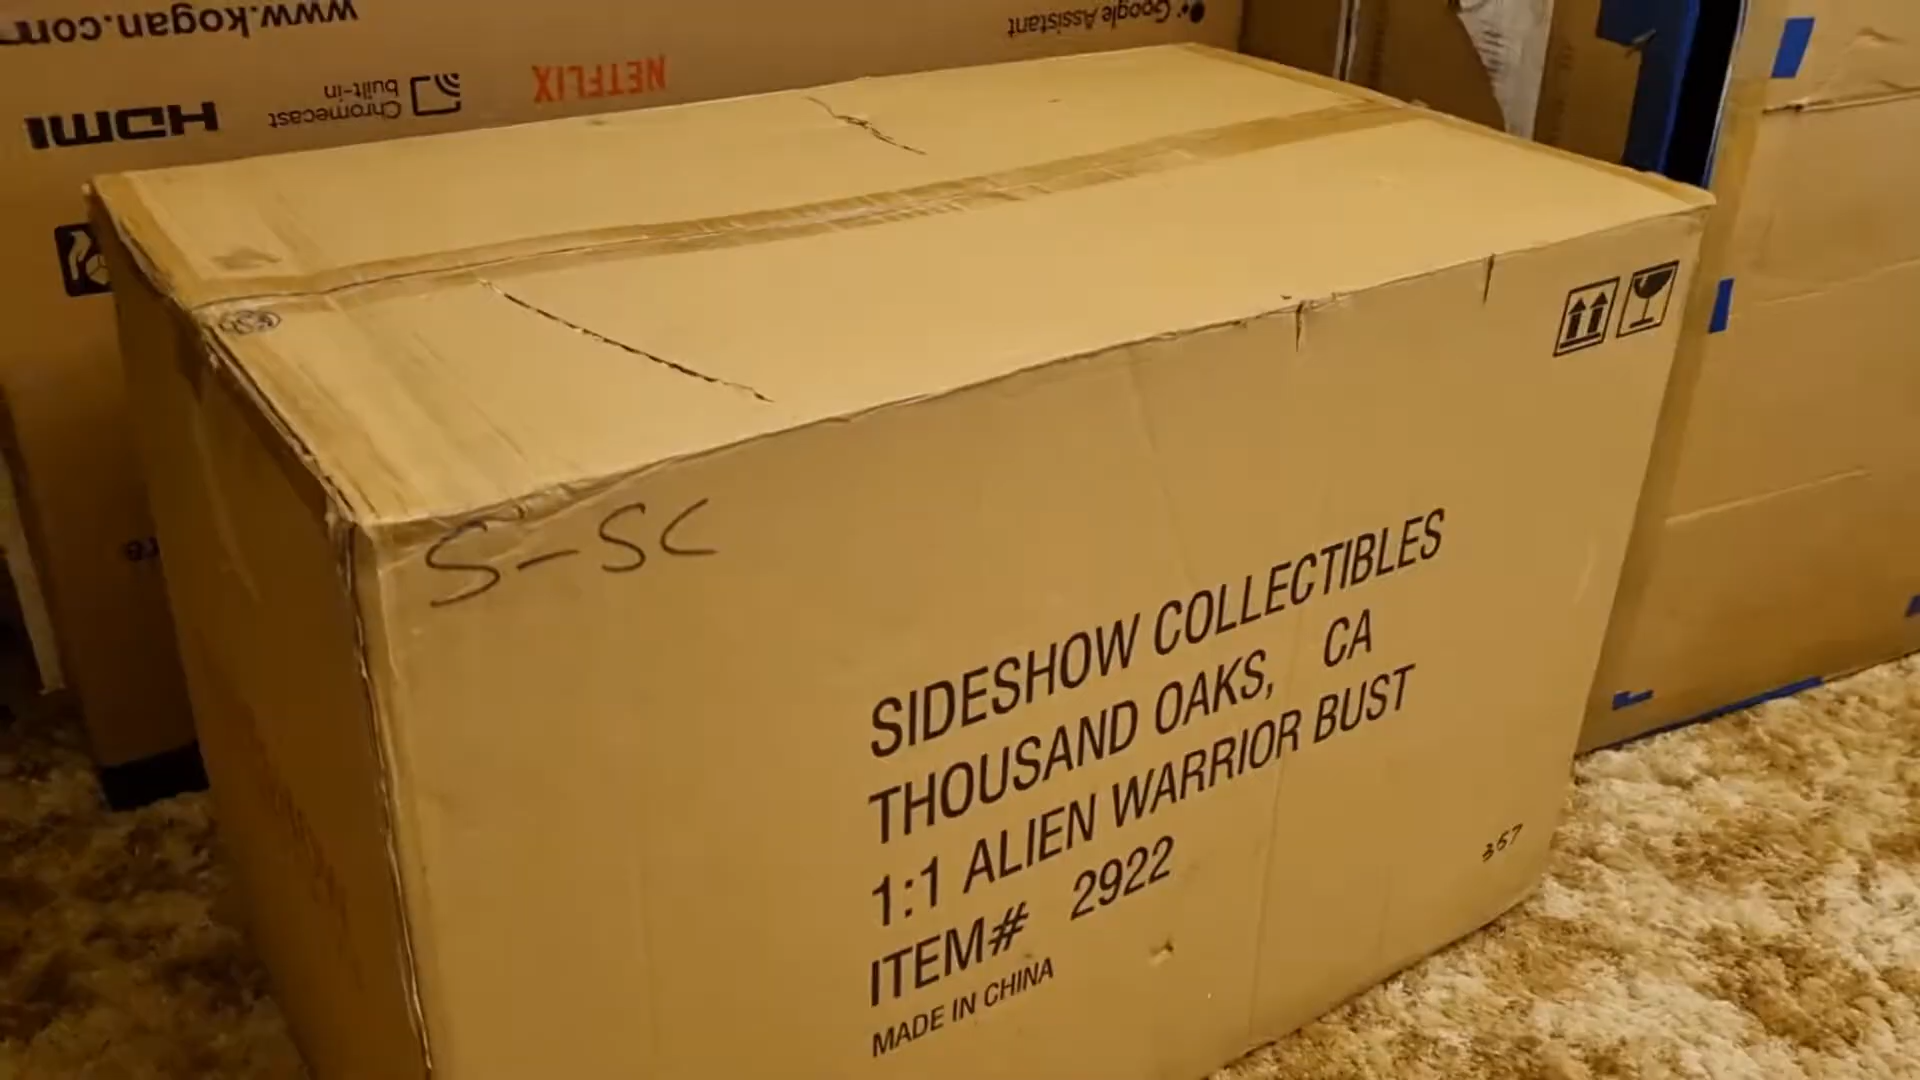 www.kogan.com
Google Assistant
HDMI
Chromecast
built-in
NETFLIX
S-SC
SIDESHOW COLLECTIBLES
THOUSAND OAKS, CA
1:1 ALIEN WARRIOR BUST
ITEM# 2922
MADE IN CHINA
367